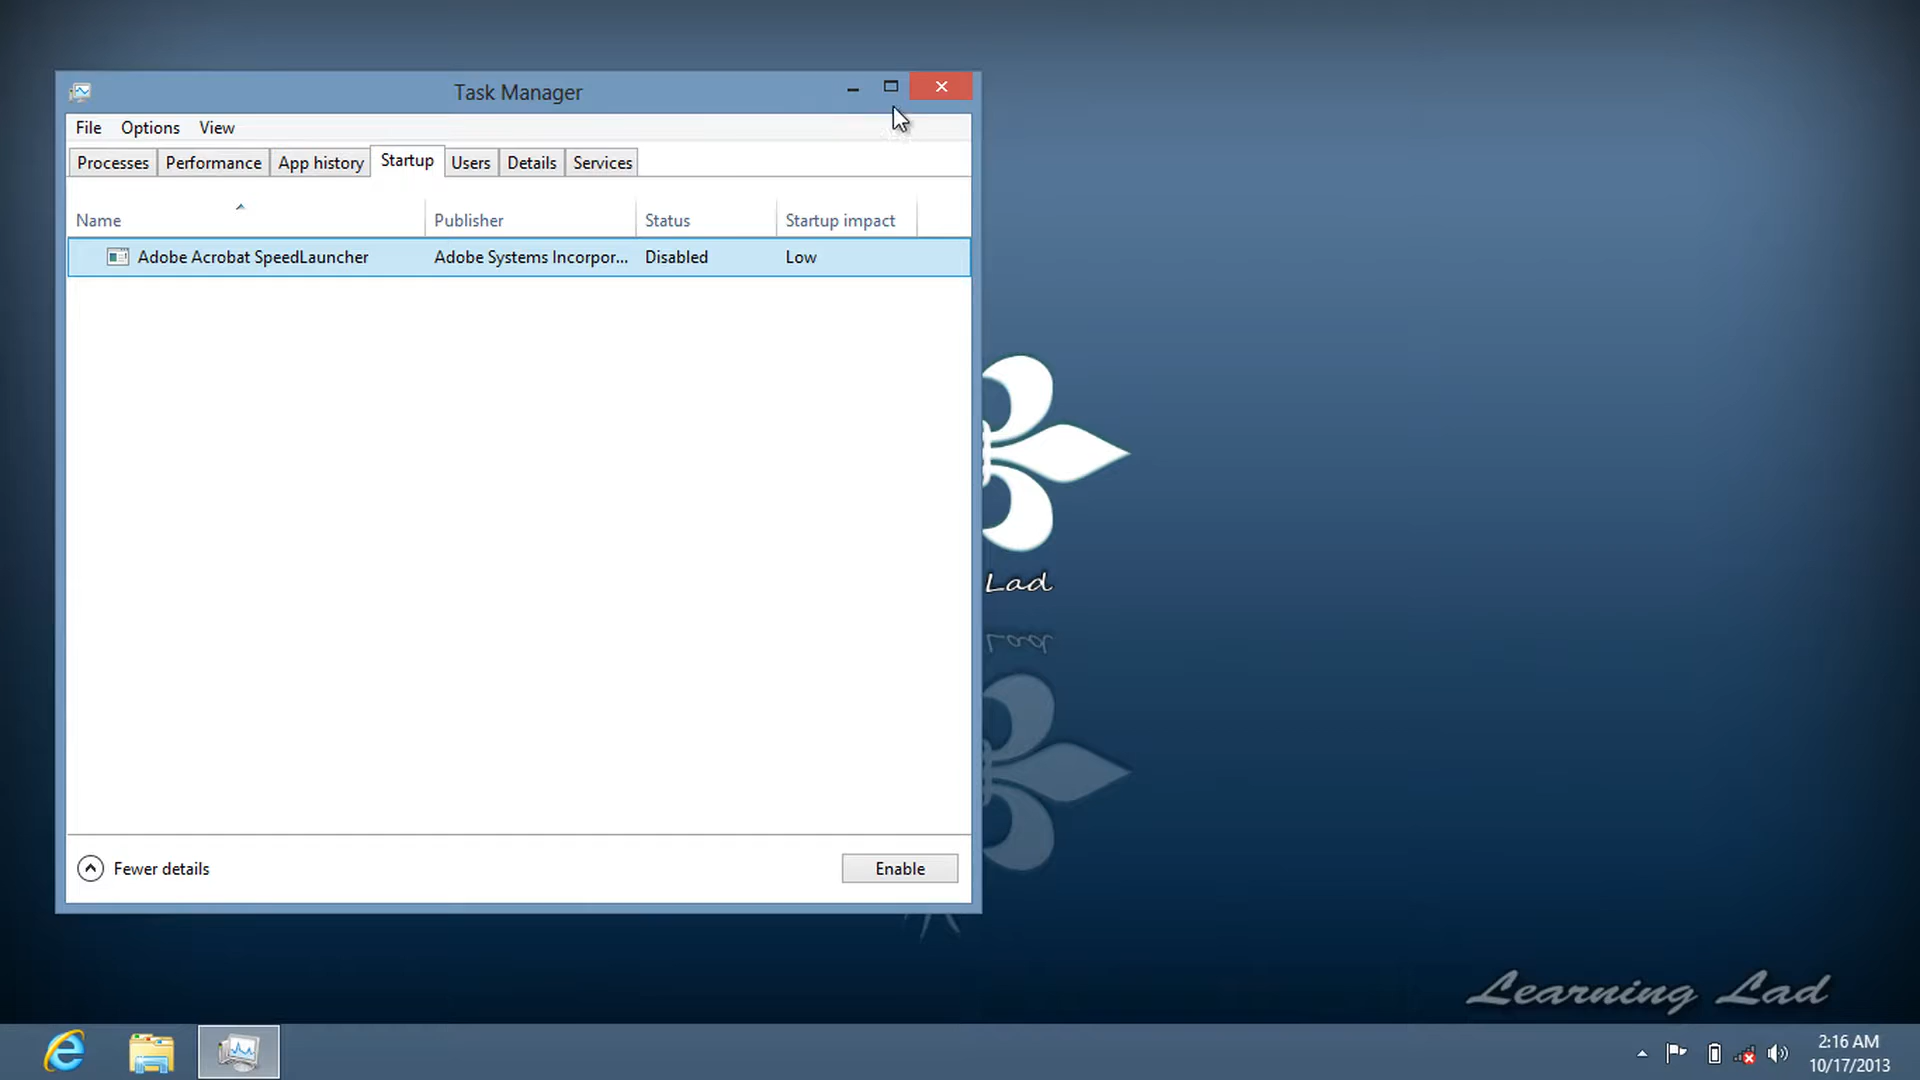 Task Manager
File Options View
Processes Performance App history Startup Users Details Services
Name Publisher Status Startup impact
Adobe Acrobat SpeedLauncher Adobe Systems Incorpor... Disabled Low
Lad
Lad
Fewer details Enable
Learning Lad
2:16 AM
10/17/2013